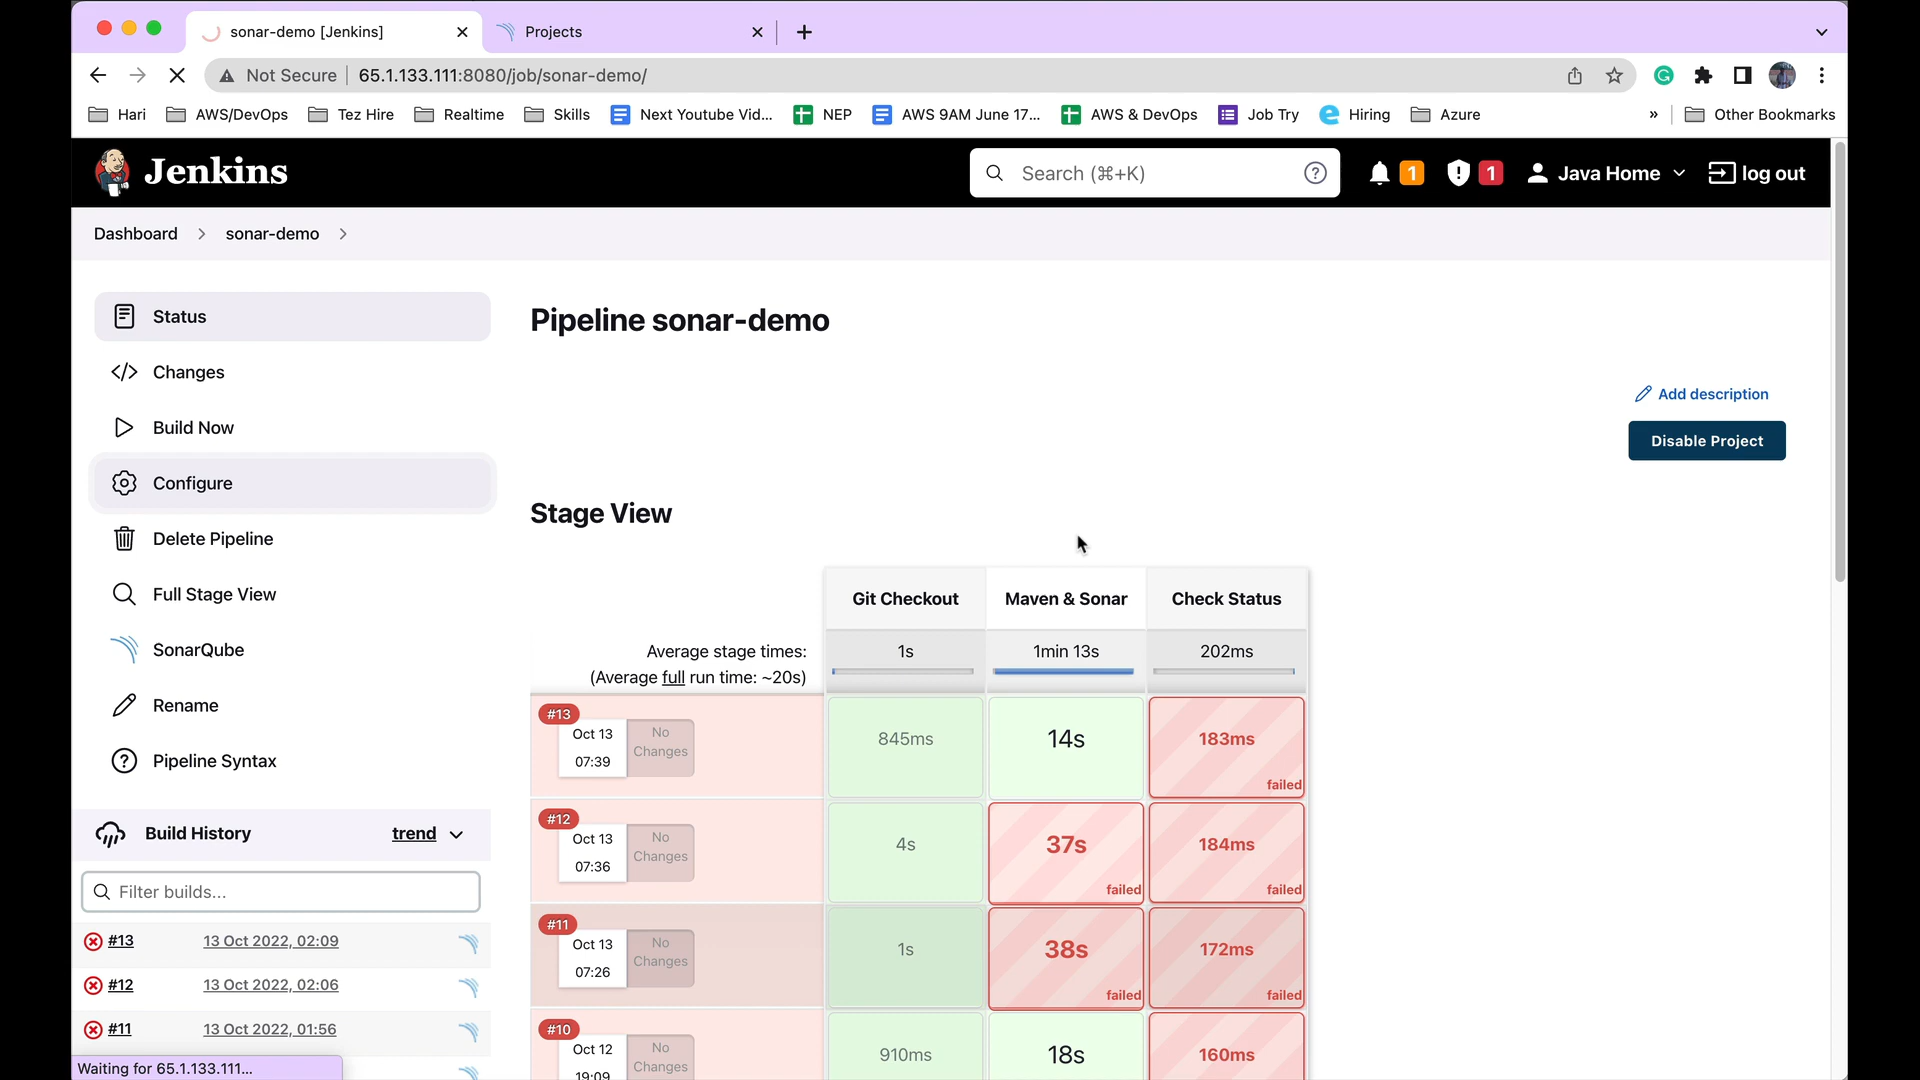 sonar-demo [Jenkins]
Projects
Not Secure
65.1.133.111:8080/job/sonar-demo/
Hari
AWS/DevOps
Tez Hire
Realtime
Skills
Next Youtube Vid...
NEP
AWS 9AM June 17...
AWS & DevOps
Job Try
Hiring
Azure
»
Other Bookmarks
Jenkins
Search (⌘+K)
1
1
Java Home
log out
Dashboard
sonar-demo
Status
Changes
Build Now
Configure
Delete Pipeline
Full Stage View
SonarQube
Rename
Pipeline Syntax
Build History
trend
Filter builds...
#13
13 Oct 2022, 02:09
#12
13 Oct 2022, 02:06
#11
13 Oct 2022, 01:56
Waiting for 65.1.133.111...
Pipeline sonar-demo
Add description
Disable Project
Stage View
Git Checkout
Maven & Sonar
Check Status
Average stage times:
(Average full run time: ~20s)
1s
1min 13s
202ms
#13
Oct 13
07:39
No
Changes
845ms
14s
183ms
failed
#12
Oct 13
07:36
No
Changes
4s
37s
failed
184ms
failed
#11
Oct 13
07:26
No
Changes
1s
38s
failed
172ms
failed
#10
Oct 12
19:09
No
Changes
910ms
18s
160ms